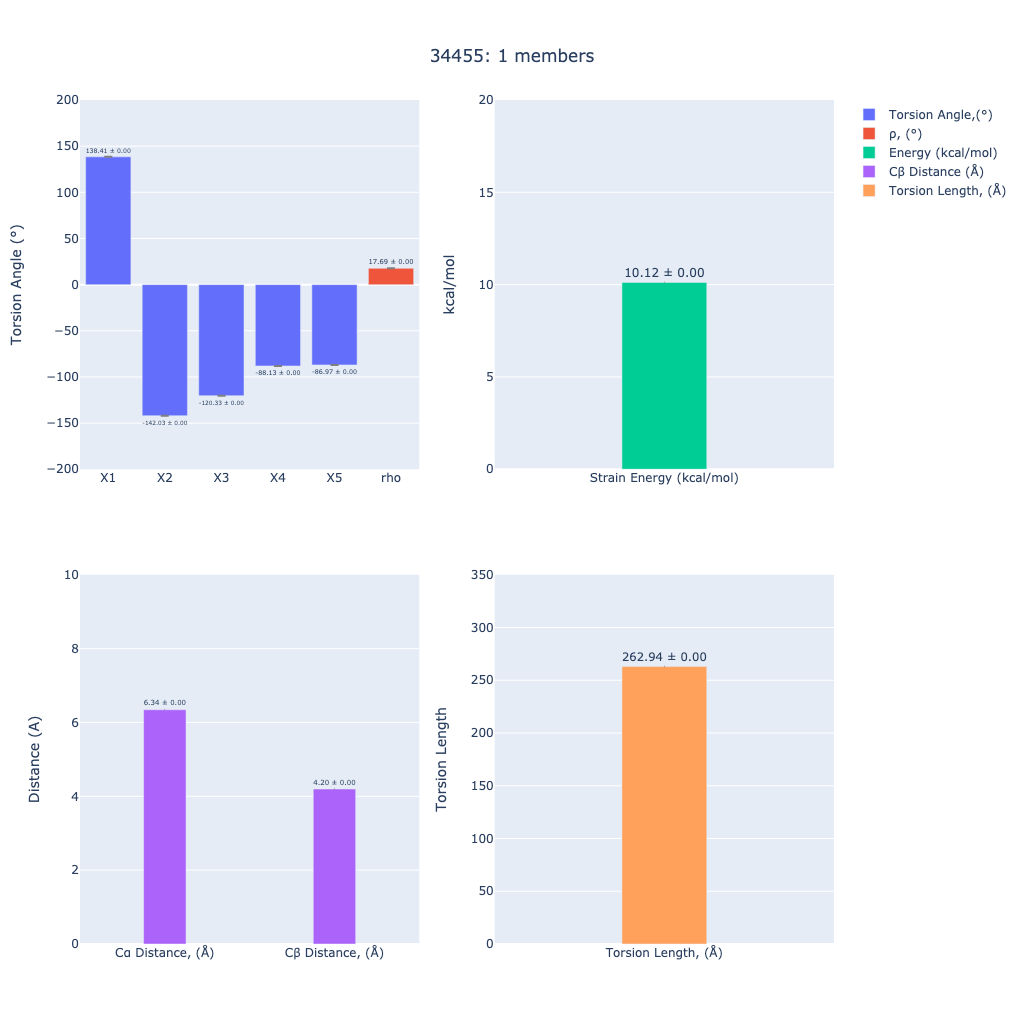 34455: 1 members
Torsion Angle (°)
200
150
100
50
0
−50
−100
−150
−200
138.41 ± 0.00
-142.03 ± 0.00
-120.33 ± 0.00
-88.13 ± 0.00
-86.97 ± 0.00
17.69 ± 0.00
X1 X2 X3 X4 X5 rho
kcal/mol
20
15
10
5
0
10.12 ± 0.00
Strain Energy (kcal/mol)
Torsion Angle,(°)
ρ, (°)
Energy (kcal/mol)
Cβ Distance (Å)
Torsion Length, (Å)
Distance (A)
10
8
6
4
2
0
6.34 ± 0.00
4.20 ± 0.00
Cα Distance, (Å) Cβ Distance, (Å)
Torsion Length
350
300
250
200
150
100
50
0
262.94 ± 0.00
Torsion Length, (Å)